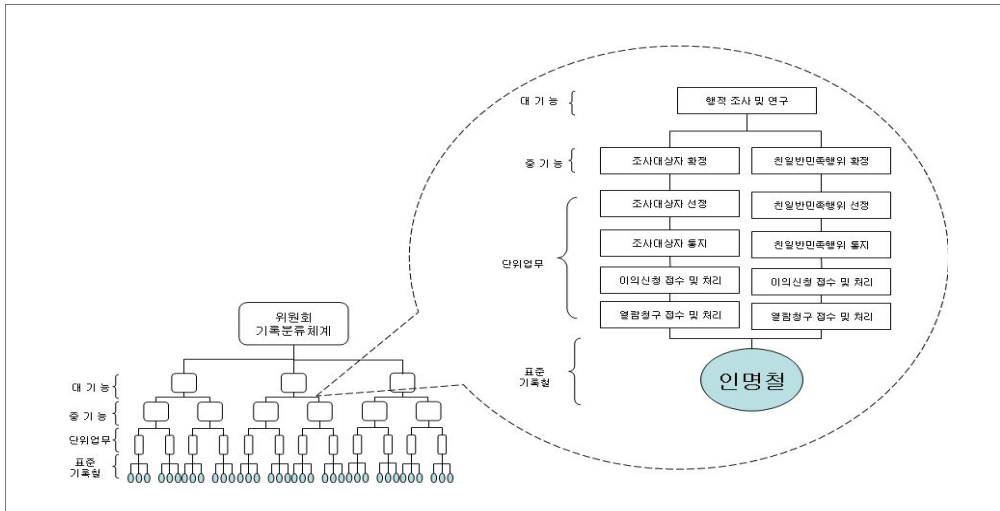 대 기 능
행적 조사 및 연구
중 기 능
조사대상자 확정
친일반민족행위 확정
단위업무
조사대상자 선정
친일반민족행위 선정
조사대상자 통지
친일반민족행위 통지
이의신청 접수 및 처리
이의신청 접수 및 처리
열람청구 접수 및 처리
열람청구 접수 및 처리
표준
기록철
인명철
위원회
기록분류체계
대 기 능
중 기 능
단위업무
표준
기록철